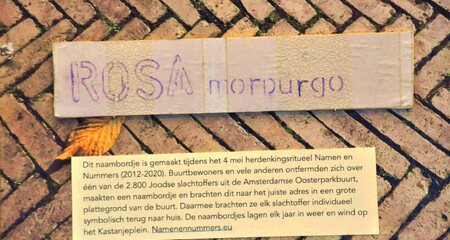 ROSA morpurgo
Dit naambordje is gemaakt tijdens het 4 mei herdenkingsritueel Namen en
Nummers (2012-2020). Buurtbewoners en vele anderen ontfermden zich over
één van de 2.800 Joodse slachtoffers uit de Amsterdamse Oosterparkbuurt,
maakten een naambordje en brachten dit naar het juiste adres in een grote
plattegrond van de buurt. Daarmee brachten ze elk slachtoffer individueel
symbolisch terug naar huis. De naambordjes lagen elk jaar in weer en wind op
het Kastanjeplein. Namenennummers.eu